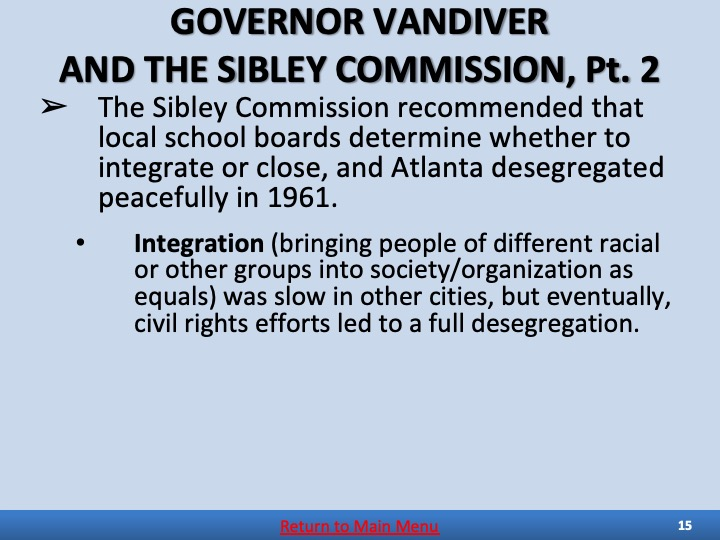 GOVERNOR VANDIVER
AND THE SIBLEY COMMISSION, Pt. 2
➢ The Sibley Commission recommended that
local school boards determine whether to
integrate or close, and Atlanta desegregated
peacefully in 1961.
• Integration (bringing people of different racial
or other groups into society/organization as
equals) was slow in other cities, but eventually,
civil rights efforts led to a full desegregation.
Return to Main Menu
15